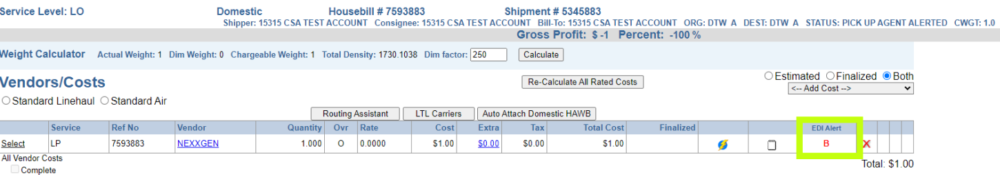 Service Level: LO Domestic Housebill # 7593883 Shipment # 5345883
Shipper: 15315 CSA TEST ACCOUNT Consignee: 15315 CSA TEST ACCOUNT Bill-To: 15315 CSA TEST ACCOUNT ORG: DTW A DEST: DTW A STATUS: PICK UP AGENT ALERTED CWGT: 1.0
Gross Profit: $ -1 Percent: -100 %
Weight Calculator Actual Weight: 1 Dim Weight: 0 Chargeable Weight: 1 Total Density: 1730.1038 Dim factor: 250 Calculate
Vendors/Costs Re-Calculate All Rated Costs Estimated Finalized Both
<-- Add Cost -->
Standard Linehaul Standard Air
Routing Assistant LTL Carriers Auto Attach Domestic HAWB
Service Ref No Vendor Quantity Ovr Rate Cost Extra Tax Total Cost Finalized EDI Alert
Select LP 7593883 NEXXGEN 1.000 O 0.0000 $1.00 $0.00 $0.00 $1.00 B X
All Vendor Costs
Complete Total: $1.00